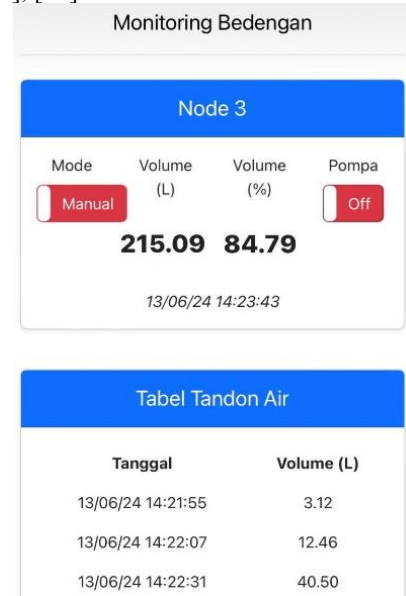 Monitoring Bedengan
Node 3
Mode Volume Volume Pompa
(L) (%)
Manual Off
215.09 84.79
13/06/24 14:23:43
Tabel Tandon Air
Tanggal Volume (L)
13/06/24 14:21:55 3.12
13/06/24 14:22:07 12.46
13/06/24 14:22:31 40.50